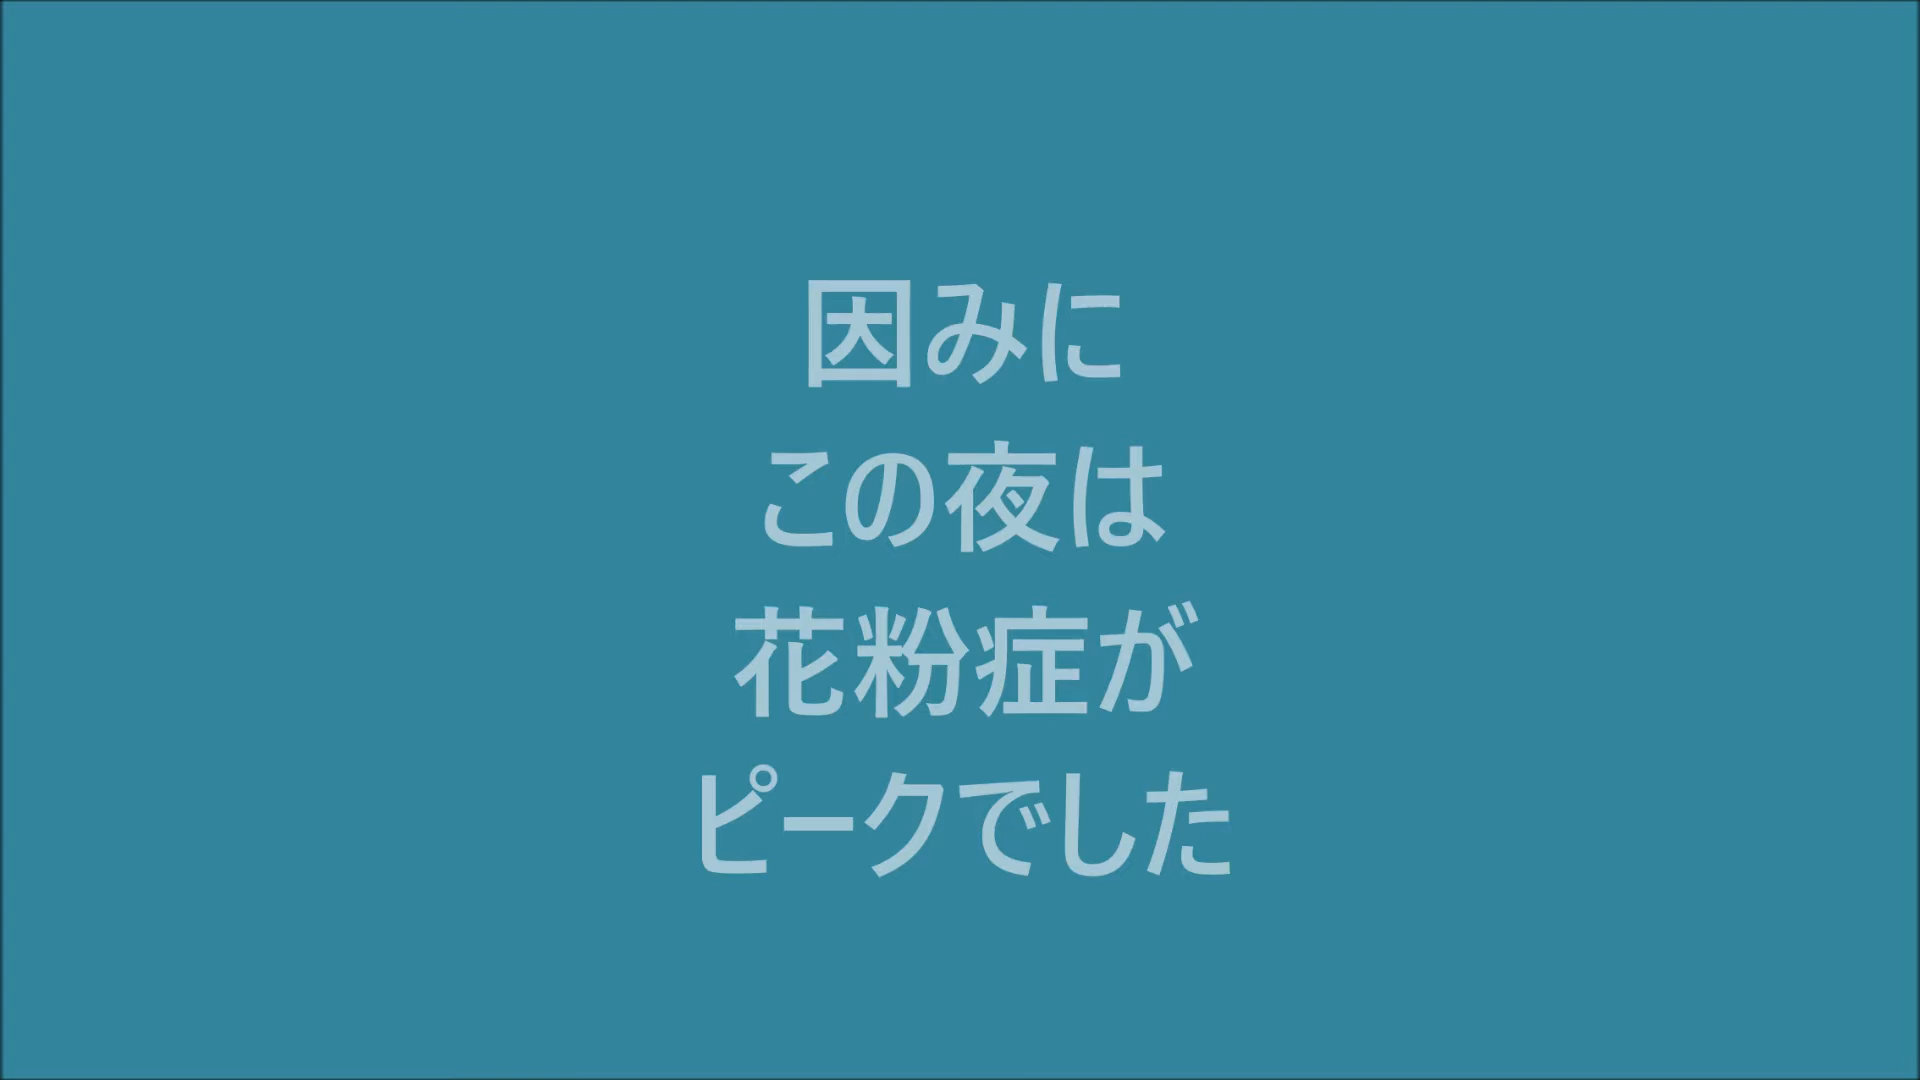 因みに
この夜は
花粉症が
ピークでした